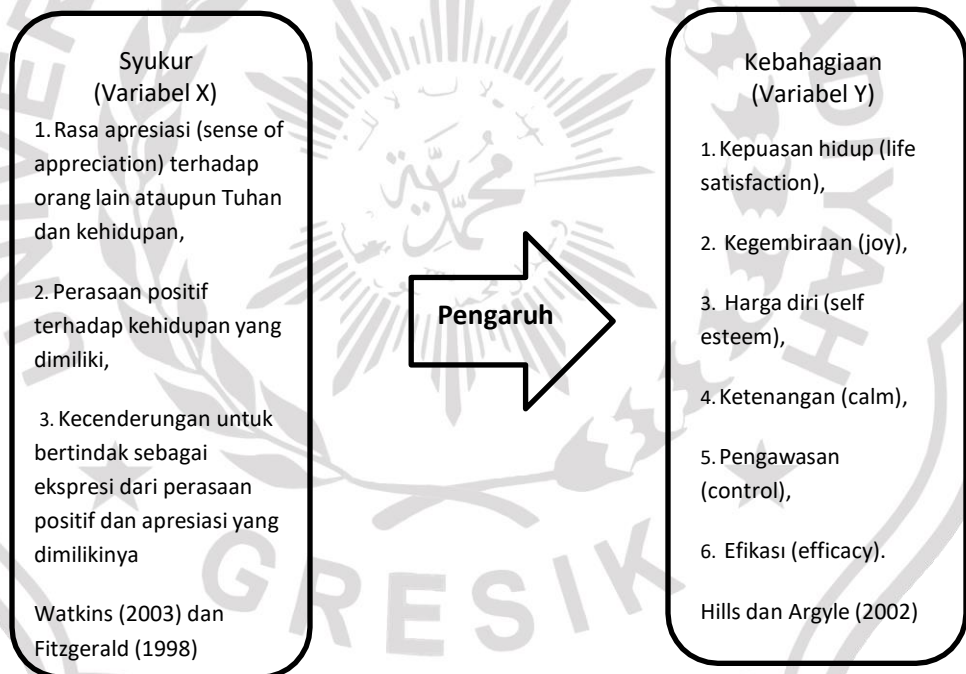 Syukur
(Variabel X)
1. Rasa apresiasi (sense of
appreciation) terhadap
orang lain ataupun Tuhan
dan kehidupan,
2. Perasaan positif
terhadap kehidupan yang
dimiliki,
3. Kecenderungan untuk
bertindak sebagai
ekspresi dari perasaan
positif dan apresiasi yang
dimilikinya
Watkins (2003) dan
Fitzgerald (1998)
Pengaruh
Kebahagiaan
(Variabel Y)
1. Kepuasan hidup (life
satisfaction),
2. Kegembiraan (joy),
3. Harga diri (self
esteem),
4. Ketenangan (calm),
5. Pengawasan
(control),
6. Efikası (efficacy).
Hills dan Argyle (2002)
GRESIK